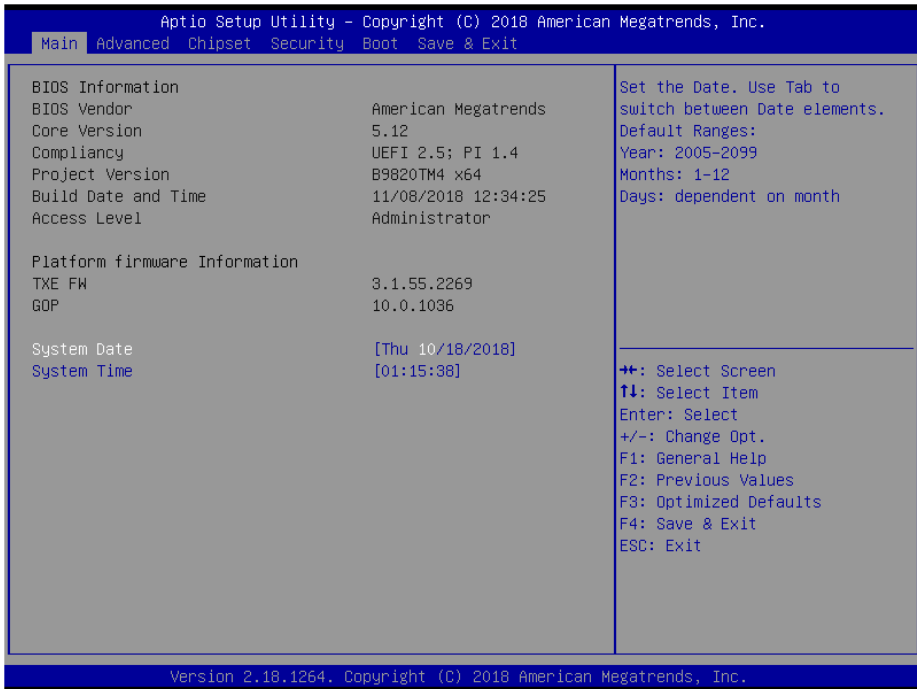 Aptio Setup Utility – Copyright (C) 2018 American Megatrends, Inc.
Main Advanced Chipset Security Boot Save & Exit
BIOS Information
BIOS Vendor American Megatrends
Core Version 5.12
Compliancy UEFI 2.5; PI 1.4
Project Version B9820TM4 x64
Build Date and Time 11/08/2018 12:34:25
Access Level Administrator
Platform firmware Information
TXE FW 3.1.55.2269
GOP 10.0.1036
System Date [Thu 10/18/2018]
System Time [01:15:38]
Set the Date. Use Tab to
switch between Date elements.
Default Ranges:
Year: 2005-2099
Months: 1-12
Days: dependent on month
→←: Select Screen
↑↓: Select Item
Enter: Select
+/-: Change Opt.
F1: General Help
F2: Previous Values
F3: Optimized Defaults
F4: Save & Exit
ESC: Exit
Version 2.18.1264. Copyright (C) 2018 American Megatrends, Inc.